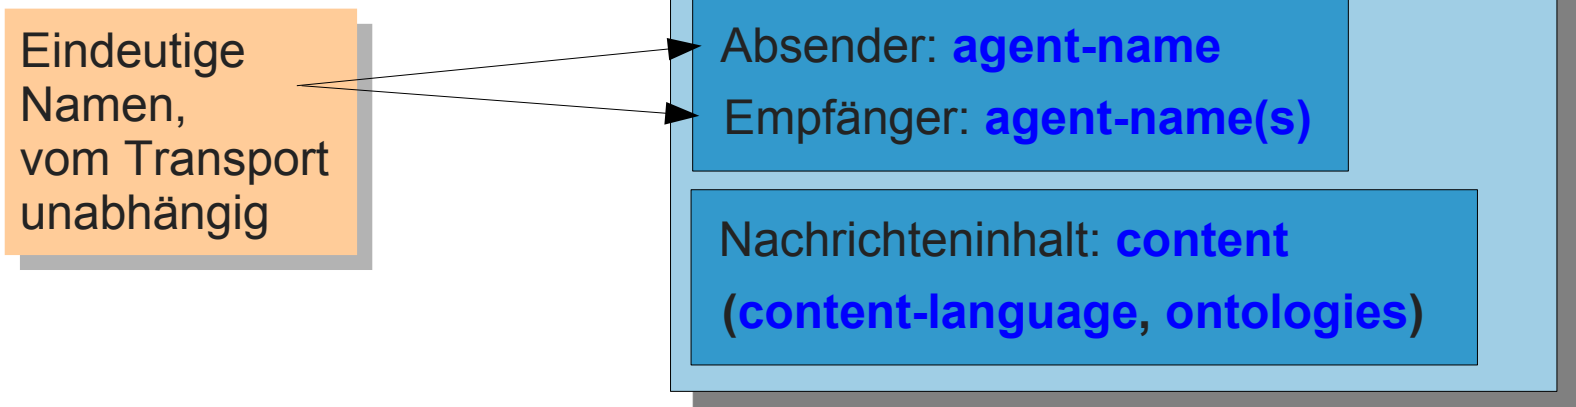 Eindeutige
Namen,
vom Transport
unabhängig
Absender: agent-name
Empfänger: agent-name(s)
Nachrichteninhalt: content
(content-language, ontologies)